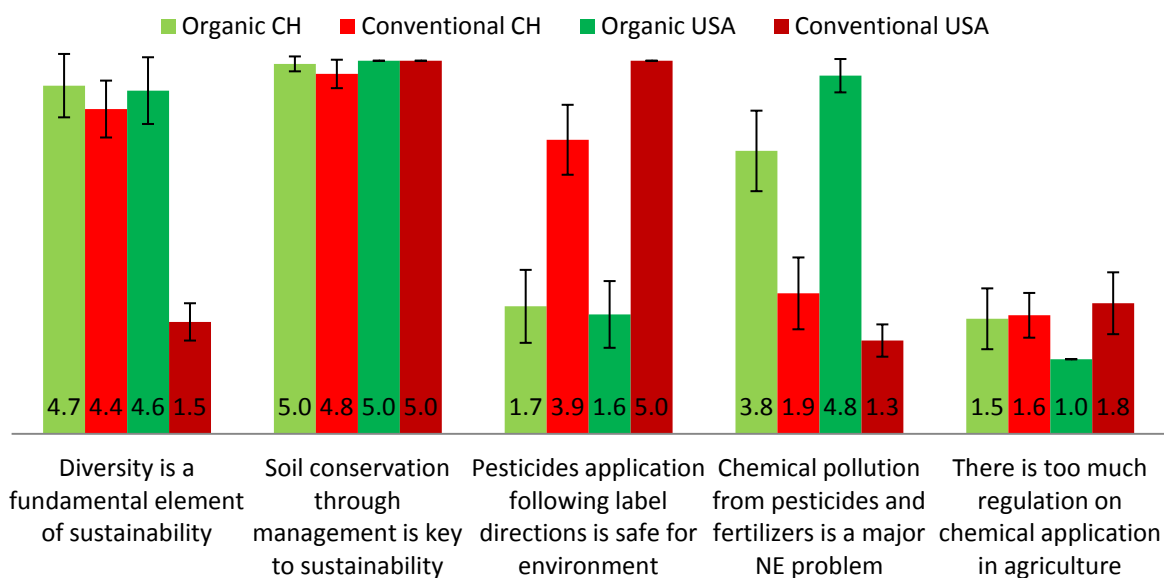 Organic CH Conventional CH Organic USA Conventional USA
4.7 4.4 4.6 1.5 5.0 4.8 5.0 5.0 1.7 3.9 1.6 5.0 3.8 1.9 4.8 1.3 1.5 1.6 1.0 1.8
Diversity is a
fundamental element
of sustainability
Soil conservation
through
management is key
to sustainability
Pesticides application
following label
directions is safe for
environment
Chemical pollution
from pesticides and
fertilizers is a major
NE problem
There is too much
regulation on
chemical application
in agriculture